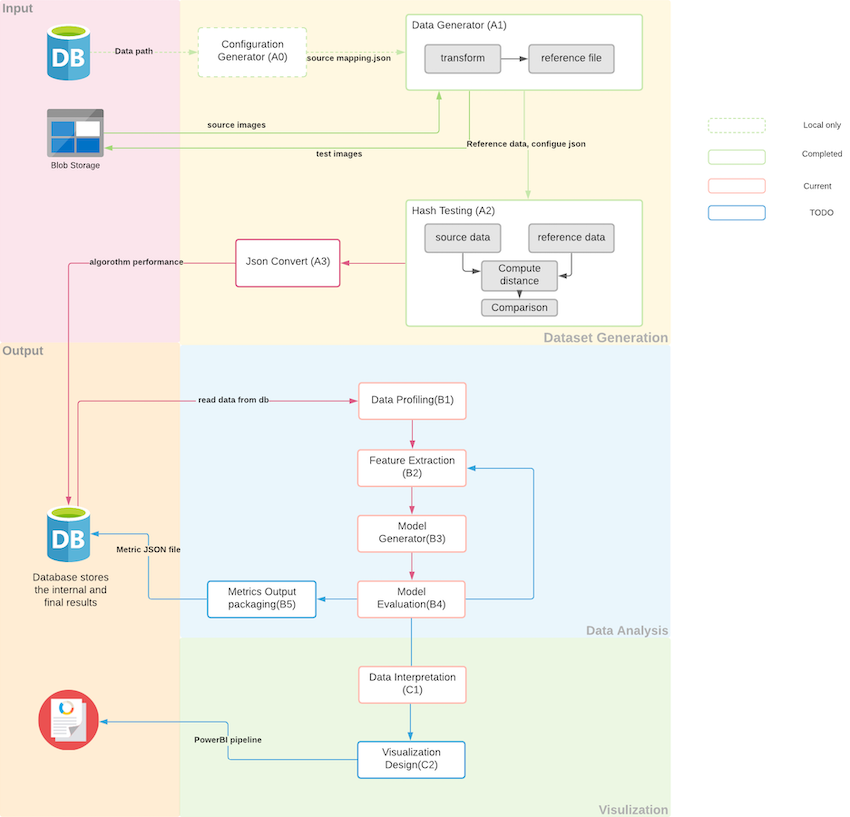 Input
DB
Data path
Configuration
Generator (A0)
source mapping.json
Data Generator (A1)
transform
reference file
Blob Storage
source images
test images
Reference data, configue json
Local only
Completed
Current
TODO
Hash Testing (A2)
source data
reference data
Compute
distance
Comparison
Json Convert (A3)
algorothm performance
Dataset Generation
Output
read data from db
Data Profiling(B1)
Feature Extraction
(B2)
Model
Generator(B3)
Model
Evaluation(B4)
Metrics Output
packaging(B5)
Metric JSON file
DB
Database stores
the internal and
final results
Data Analysis
Data Interpretation
(C1)
PowerBI pipeline
Visualization
Design(C2)
Visulization